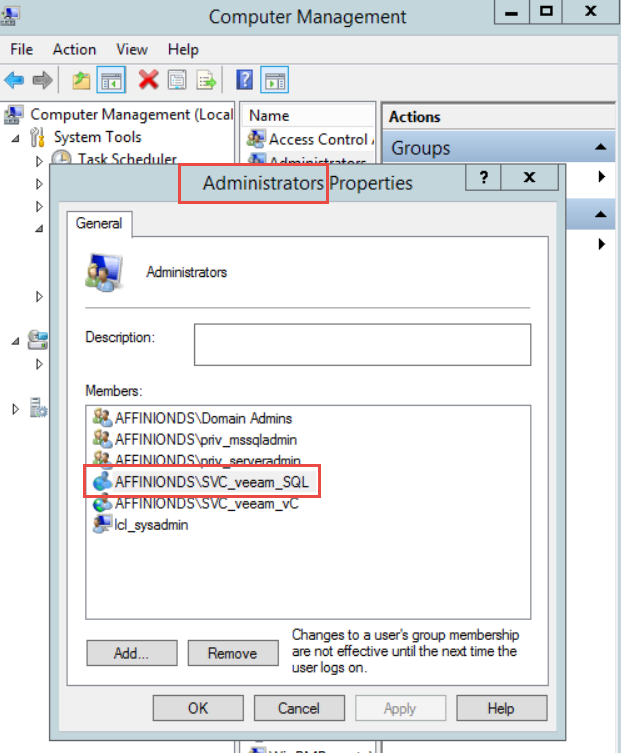 Computer Management
File Action View Help
Computer Management (Local
System Tools
Task Scheduler
Name
Access Control
Administrators
Actions
Groups
Administrators Properties
? x
General
Administrators
Description:
Members:
AFFINIONDS\Domain Admins
AFFINIONDS\priv_mssqladmin
AFFINIONDS\priv_serveradmin
AFFINIONDS\SVC_veeam_SQL
AFFINIONDS\SVC_veeam_vC
lcl_sysadmin
Add... Remove
Changes to a user's group membership
are not effective until the next time the
user logs on.
OK Cancel Apply Help